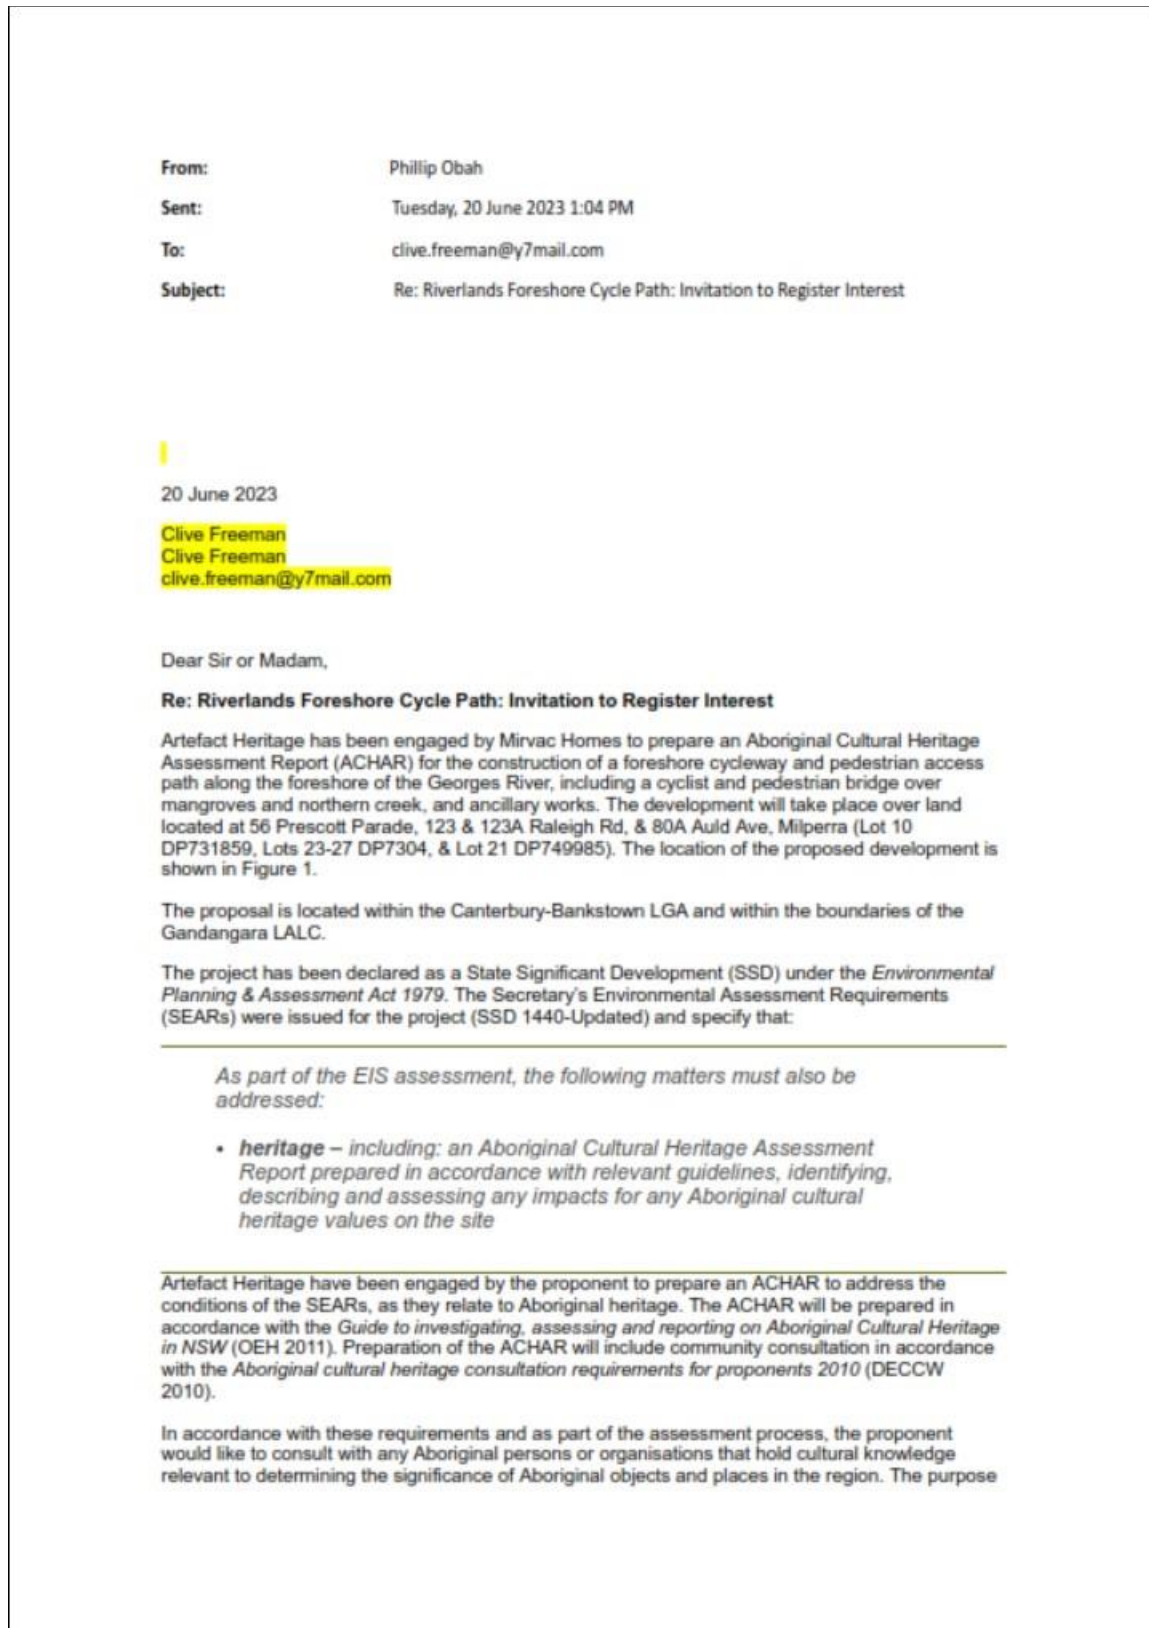 From: Phillip Obah
Sent: Tuesday, 20 June 2023 1:04 PM
To: clive.freeman@y7mail.com
Subject: Re: Riverlands Foreshore Cycle Path: Invitation to Register Interest
20 June 2023
Clive Freeman
Clive Freeman
clive.freeman@y7mail.com
Dear Sir or Madam,
Re: Riverlands Foreshore Cycle Path: Invitation to Register Interest
Artefact Heritage has been engaged by Mirvac Homes to prepare an Aboriginal Cultural Heritage
Assessment Report (ACHAR) for the construction of a foreshore cycleway and pedestrian access
path along the foreshore of the Georges River, including a cyclist and pedestrian bridge over
mangroves and northern creek, and ancillary works. The development will take place over land
located at 56 Prescott Parade, 123 & 123A Raleigh Rd, & 80A Auld Ave, Milperra (Lot 10
DP731859, Lots 23-27 DP7304, & Lot 21 DP749985). The location of the proposed development is
shown in Figure 1.
The proposal is located within the Canterbury-Bankstown LGA and within the boundaries of the
Gandangara LALC.
The project has been declared as a State Significant Development (SSD) under the Environmental
Planning & Assessment Act 1979. The Secretary's Environmental Assessment Requirements
(SEARs) were issued for the project (SSD 1440-Updated) and specify that:
As part of the EIS assessment, the following matters must also be
addressed:
• heritage – including: an Aboriginal Cultural Heritage Assessment
Report prepared in accordance with relevant guidelines, identifying,
describing and assessing any impacts for any Aboriginal cultural
heritage values on the site
Artefact Heritage have been engaged by the proponent to prepare an ACHAR to address the
conditions of the SEARs, as they relate to Aboriginal heritage. The ACHAR will be prepared in
accordance with the Guide to investigating, assessing and reporting on Aboriginal Cultural Heritage
in NSW (OEH 2011). Preparation of the ACHAR will include community consultation in accordance
with the Aboriginal cultural heritage consultation requirements for proponents 2010 (DECCW
2010).
In accordance with these requirements and as part of the assessment process, the proponent
would like to consult with any Aboriginal persons or organisations that hold cultural knowledge
relevant to determining the significance of Aboriginal objects and places in the region. The purpose